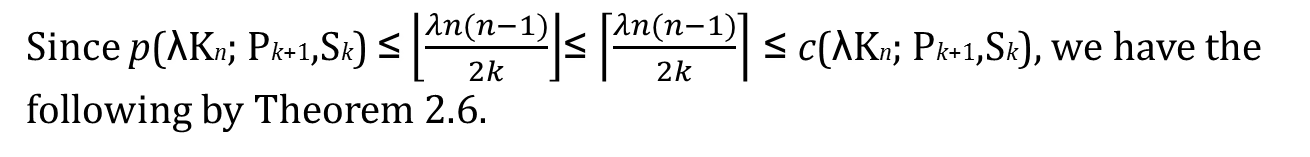 Since p(λKn; Pk+1,Sk) ≤ ⌊λn(n−1)/2k⌋ ≤ ⌈λn(n−1)/2k⌉ ≤ c(λKn; Pk+1,Sk), we have the
following by Theorem 2.6.